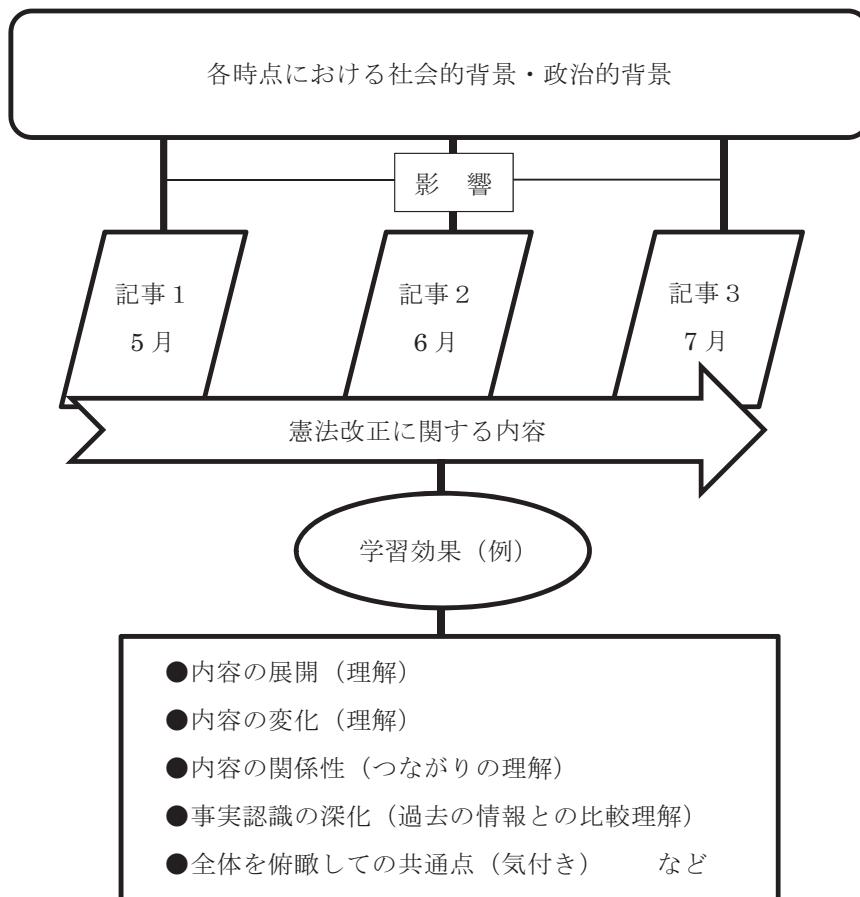 各時点における社会的背景・政治的背景
影　響
記事１
５月
記事２
６月
記事３
７月
憲法改正に関する内容
学習効果（例）
●内容の展開（理解）
●内容の変化（理解）
●内容の関係性（つながりの理解）
●事実認識の深化（過去の情報との比較理解）
●全体を俯瞰しての共通点（気付き）　　など